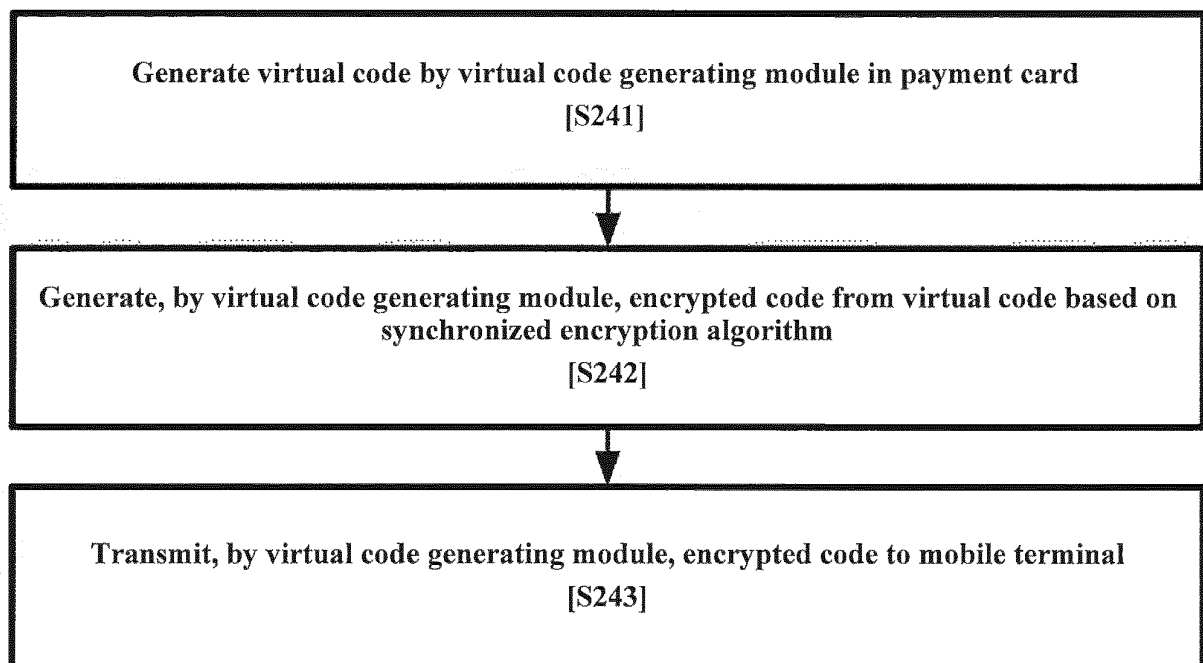 Generate virtual code by virtual code generating module in payment card
[S241]
Generate, by virtual code generating module, encrypted code from virtual code based on
synchronized encryption algorithm
[S242]
Transmit, by virtual code generating module, encrypted code to mobile terminal
[S243]